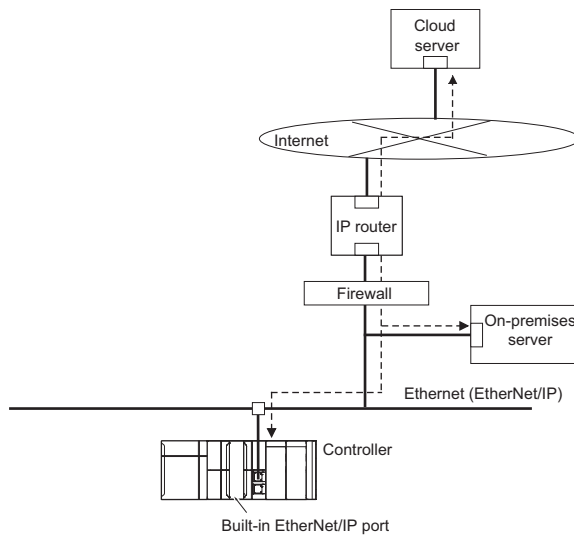 Cloud
server
Internet
IP router
Firewall
On-premises
server
Ethernet (EtherNet/IP)
Controller
Built-in EtherNet/IP port